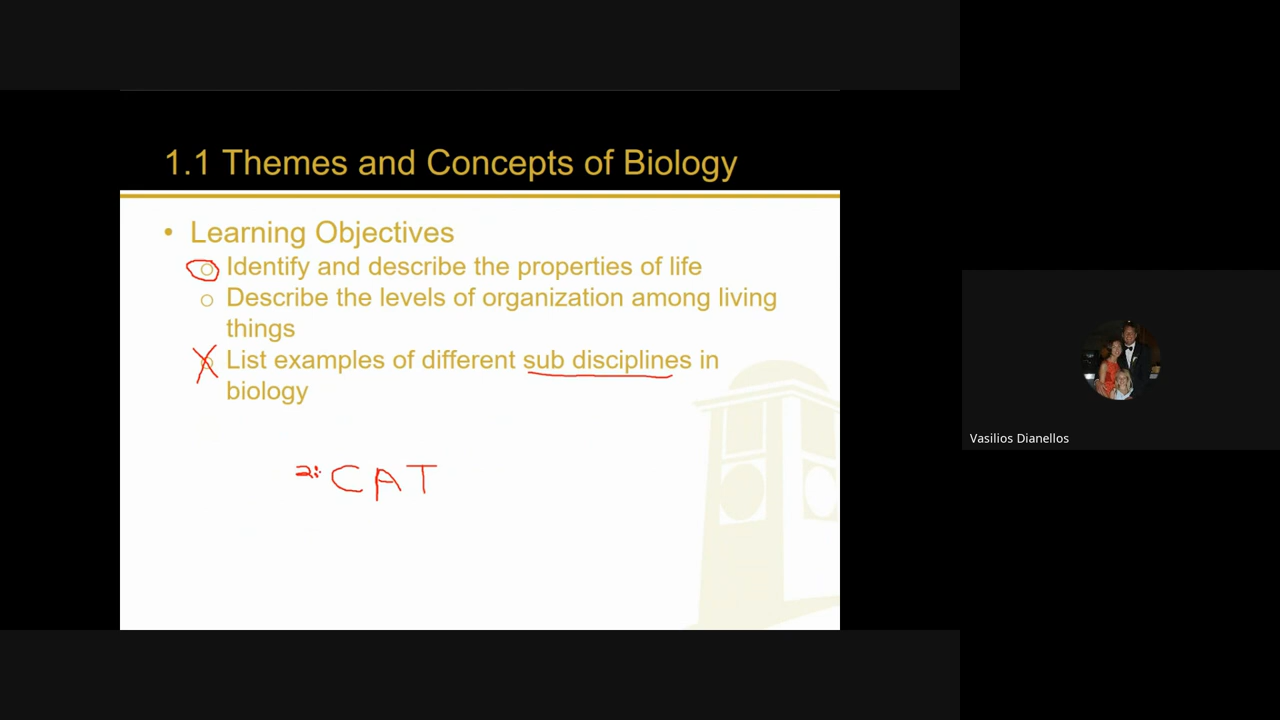 1.1 Themes and Concepts of Biology
• Learning Objectives
○ Identify and describe the properties of life
○ Describe the levels of organization among living
things
○ List examples of different sub disciplines in
biology
CAT
Vasilios Dianellos